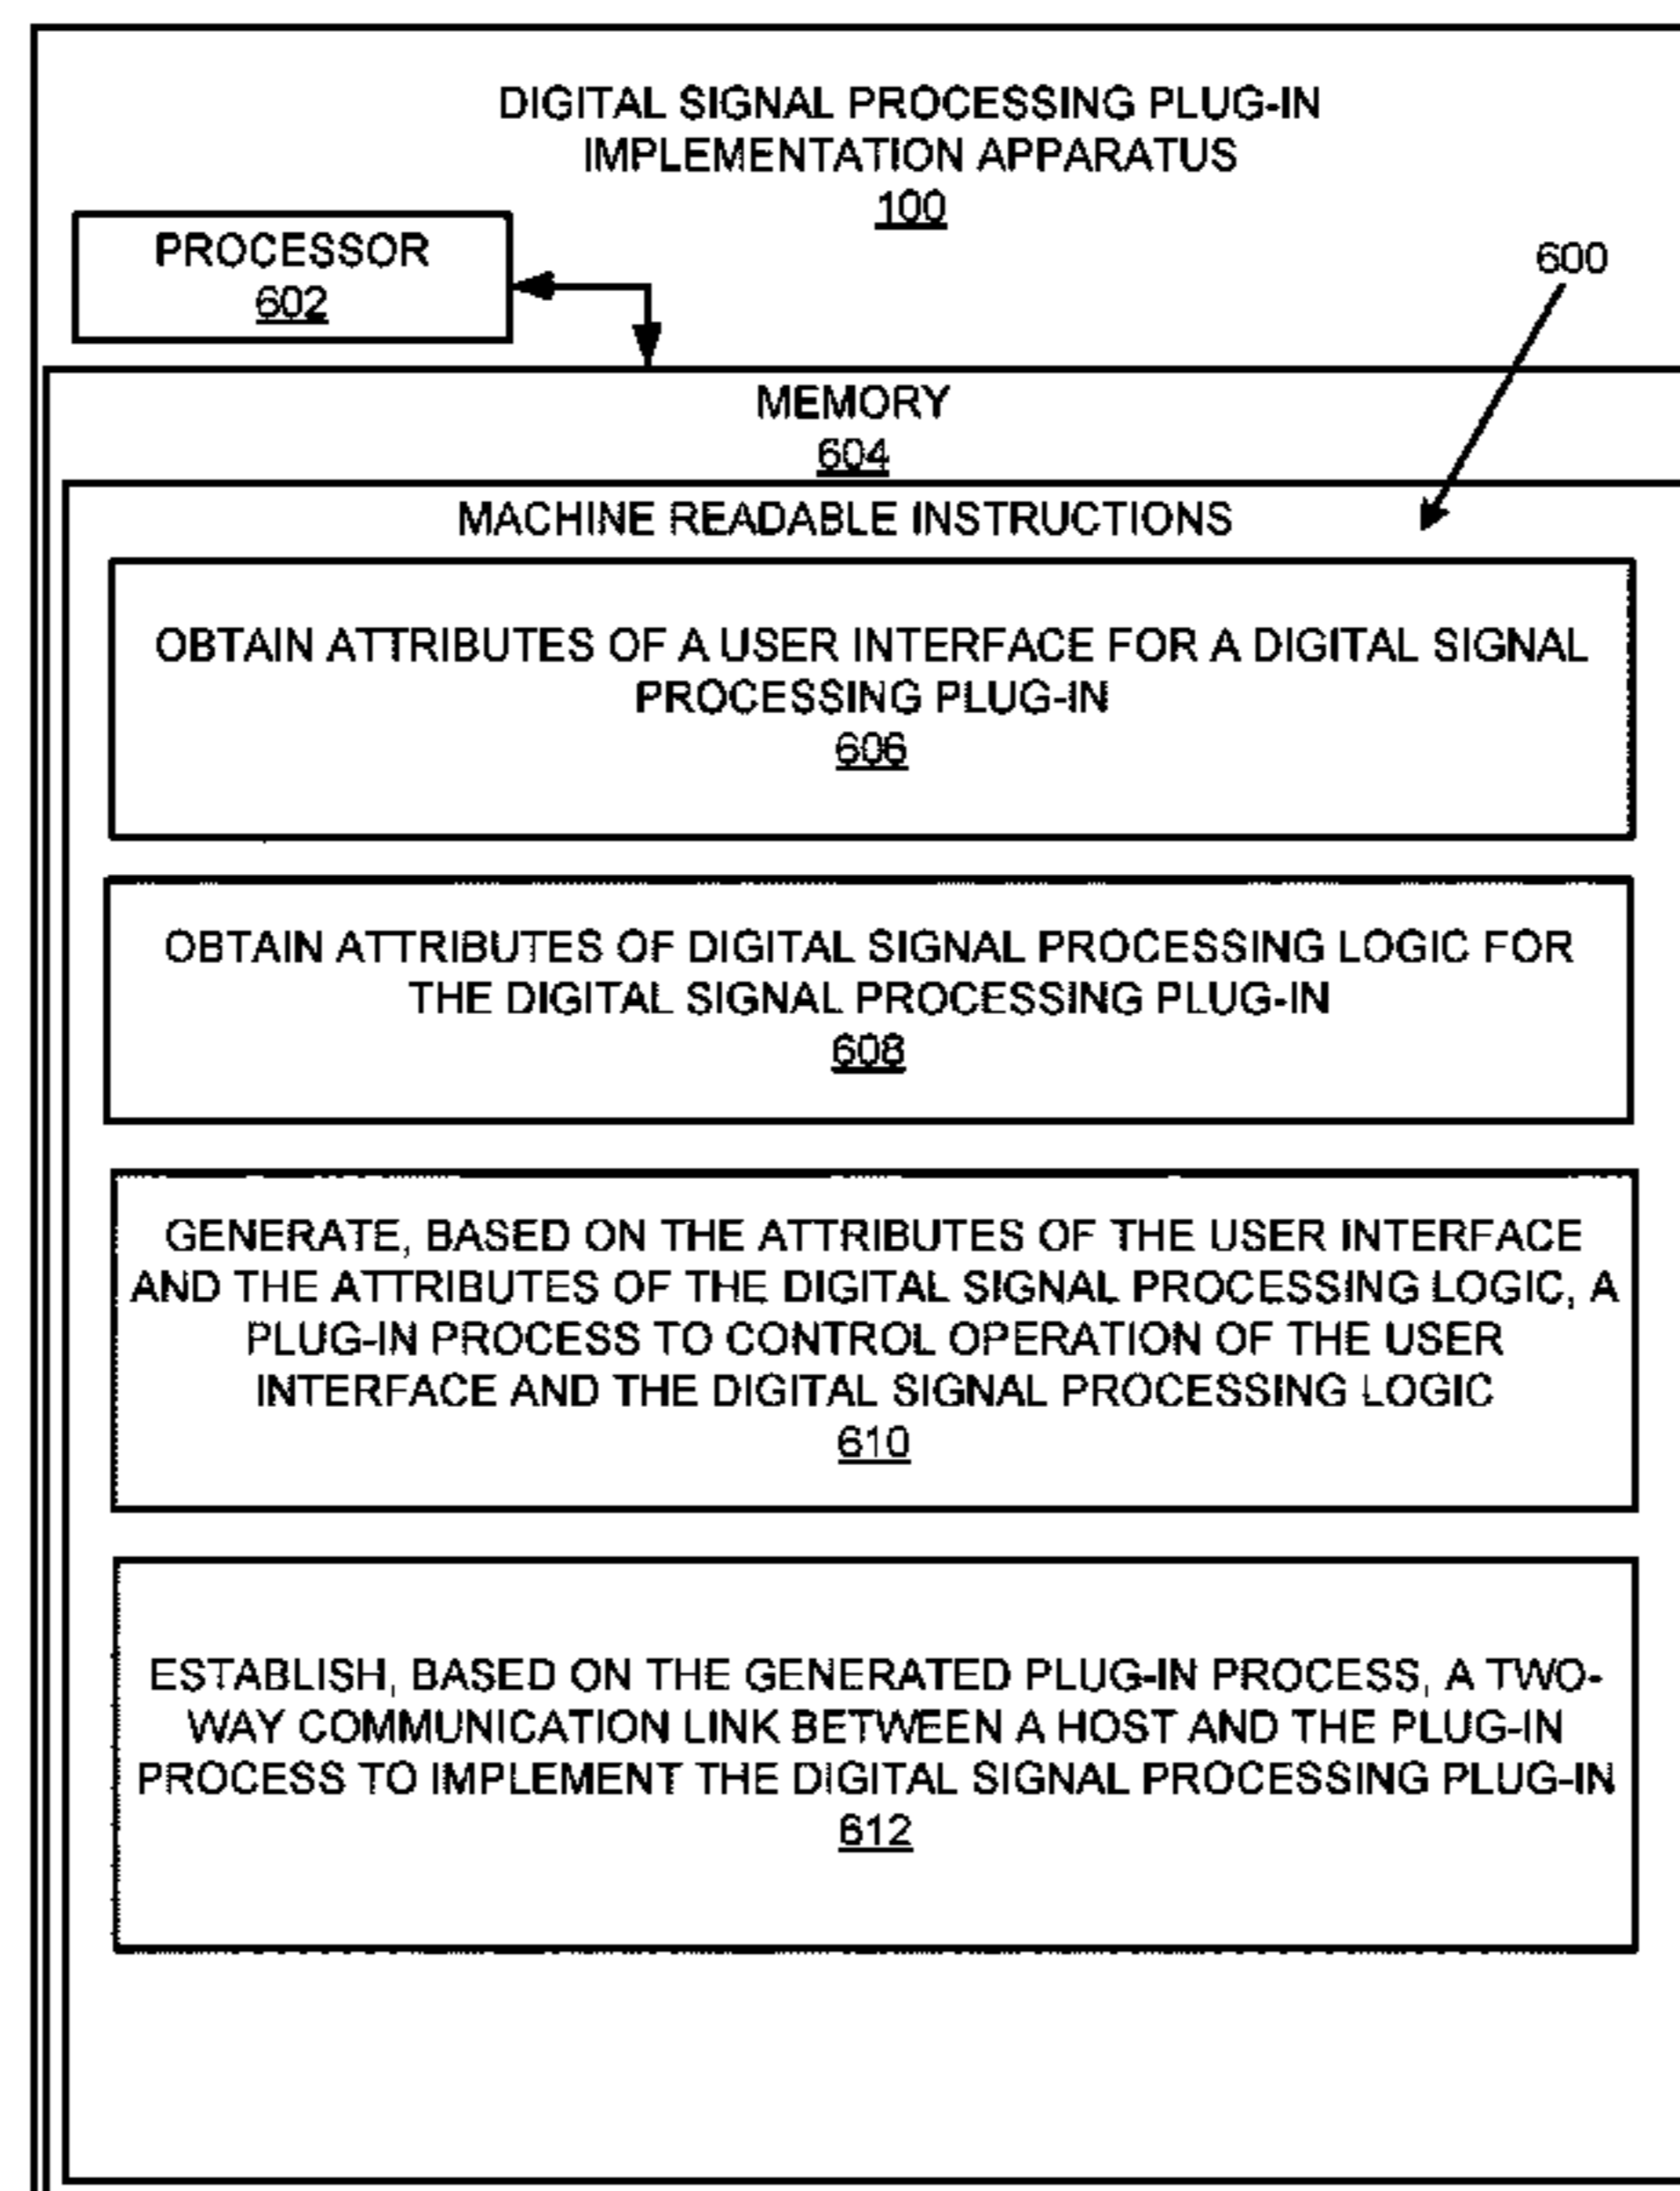 DIGITAL SIGNAL PROCESSING PLUG-IN
IMPLEMENTATION APPARATUS
100
PROCESSOR
602
600
MEMORY
604
MACHINE READABLE INSTRUCTIONS
OBTAIN ATTRIBUTES OF A USER INTERFACE FOR A DIGITAL SIGNAL
PROCESSING PLUG-IN
606
OBTAIN ATTRIBUTES OF DIGITAL SIGNAL PROCESSING LOGIC FOR
THE DIGITAL SIGNAL PROCESSING PLUG-IN
608
GENERATE, BASED ON THE ATTRIBUTES OF THE USER INTERFACE
AND THE ATTRIBUTES OF THE DIGITAL SIGNAL PROCESSING LOGIC, A
PLUG-IN PROCESS TO CONTROL OPERATION OF THE USER
INTERFACE AND THE DIGITAL SIGNAL PROCESSING LOGIC
610
ESTABLISH, BASED ON THE GENERATED PLUG-IN PROCESS, A TWO-
WAY COMMUNICATION LINK BETWEEN A HOST AND THE PLUG-IN
PROCESS TO IMPLEMENT THE DIGITAL SIGNAL PROCESSING PLUG-IN
612